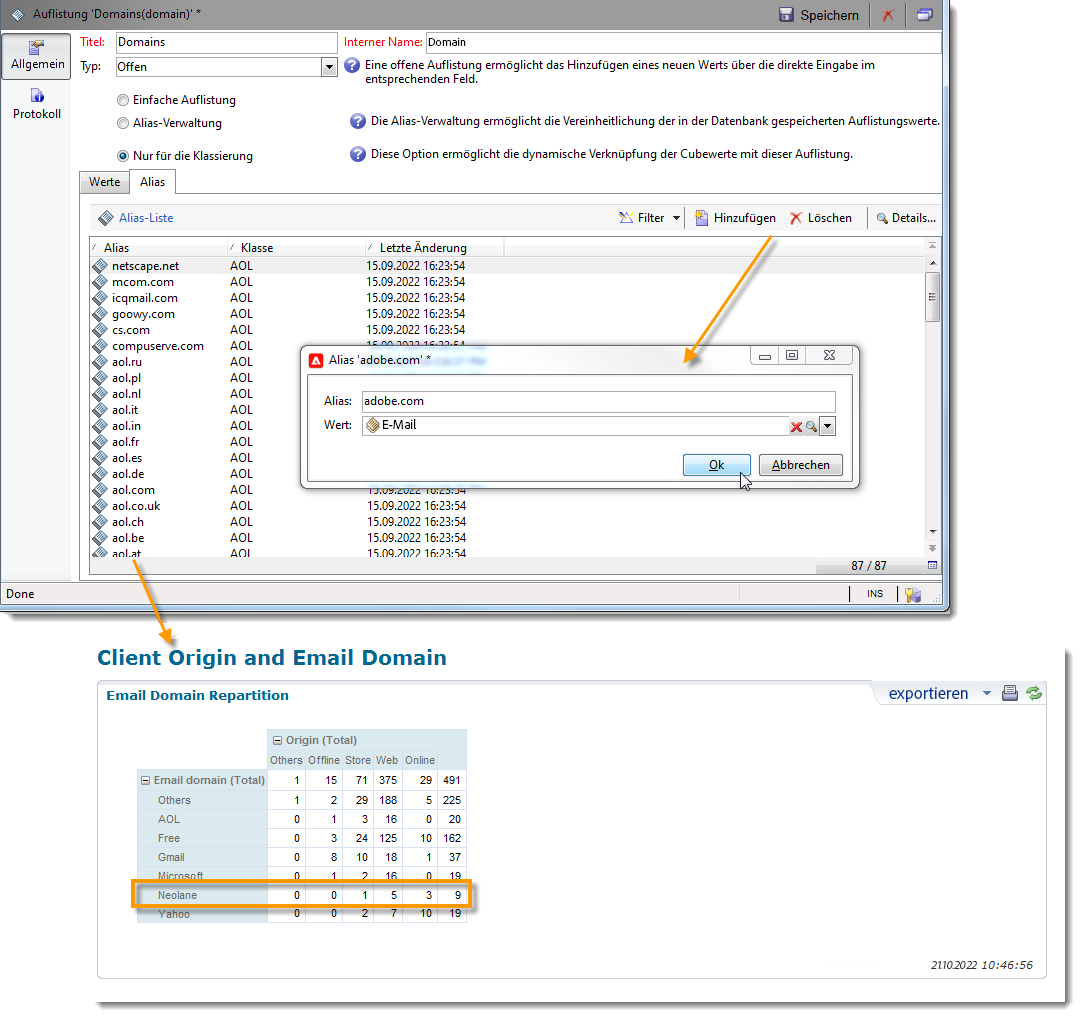 Auflistung 'Domains(domain)' *
Speichern
Allgemein
Protokoll
Titel: Domains Interner Name: Domain
Typ: Offen
Eine offene Auflistung ermöglicht das Hinzufügen eines neuen Werts über die direkte Eingabe im
entsprechenden Feld.
Einfache Auflistung
Alias-Verwaltung
Die Alias-Verwaltung ermöglicht die Vereinheitlichung der in der Datenbank gespeicherten Auflistungswerte.
Nur für die Klassierung
Diese Option ermöglicht die dynamische Verknüpfung der Cubewerte mit dieser Auflistung.
Werte Alias
Alias-Liste Filter Hinzufügen Löschen Details...
Alias Klasse Letzte Änderung
netscape.net AOL 15.09.2022 16:23:54
mcom.com AOL 15.09.2022 16:23:54
icqmail.com AOL 15.09.2022 16:23:54
goowy.com AOL 15.09.2022 16:23:54
cs.com AOL 15.09.2022 16:23:54
compuserve.com AOL 15.09.2022 16:23:54
aol.ru AOL
aol.pl AOL
aol.nl AOL
aol.it AOL
aol.in AOL
aol.fr AOL
aol.es AOL
aol.de AOL
aol.com AOL 15.09.2022 16:23:54
aol.co.uk AOL 15.09.2022 16:23:54
aol.ch AOL 15.09.2022 16:23:54
aol.be AOL 15.09.2022 16:23:54
aol.at AOL 15.09.2022 16:23:54
Alias 'adobe.com' *
Alias: adobe.com
Wert: E-Mail
Ok Abbrechen
87 / 87
Done
INS
Client Origin and Email Domain
Email Domain Repartition
exportieren
Origin (Total)
Others Offline Store Web Online
Email domain (Total) 1 15 71 375 29 491
Others 1 2 29 188 5 225
AOL 0 1 3 16 0 20
Free 0 3 24 125 10 162
Gmail 0 8 10 18 1 37
Microsoft 0 1 2 16 0 19
Neolane 0 0 1 5 3 9
Yahoo 0 0 2 7 10 19
21.10.2022 10:46:56